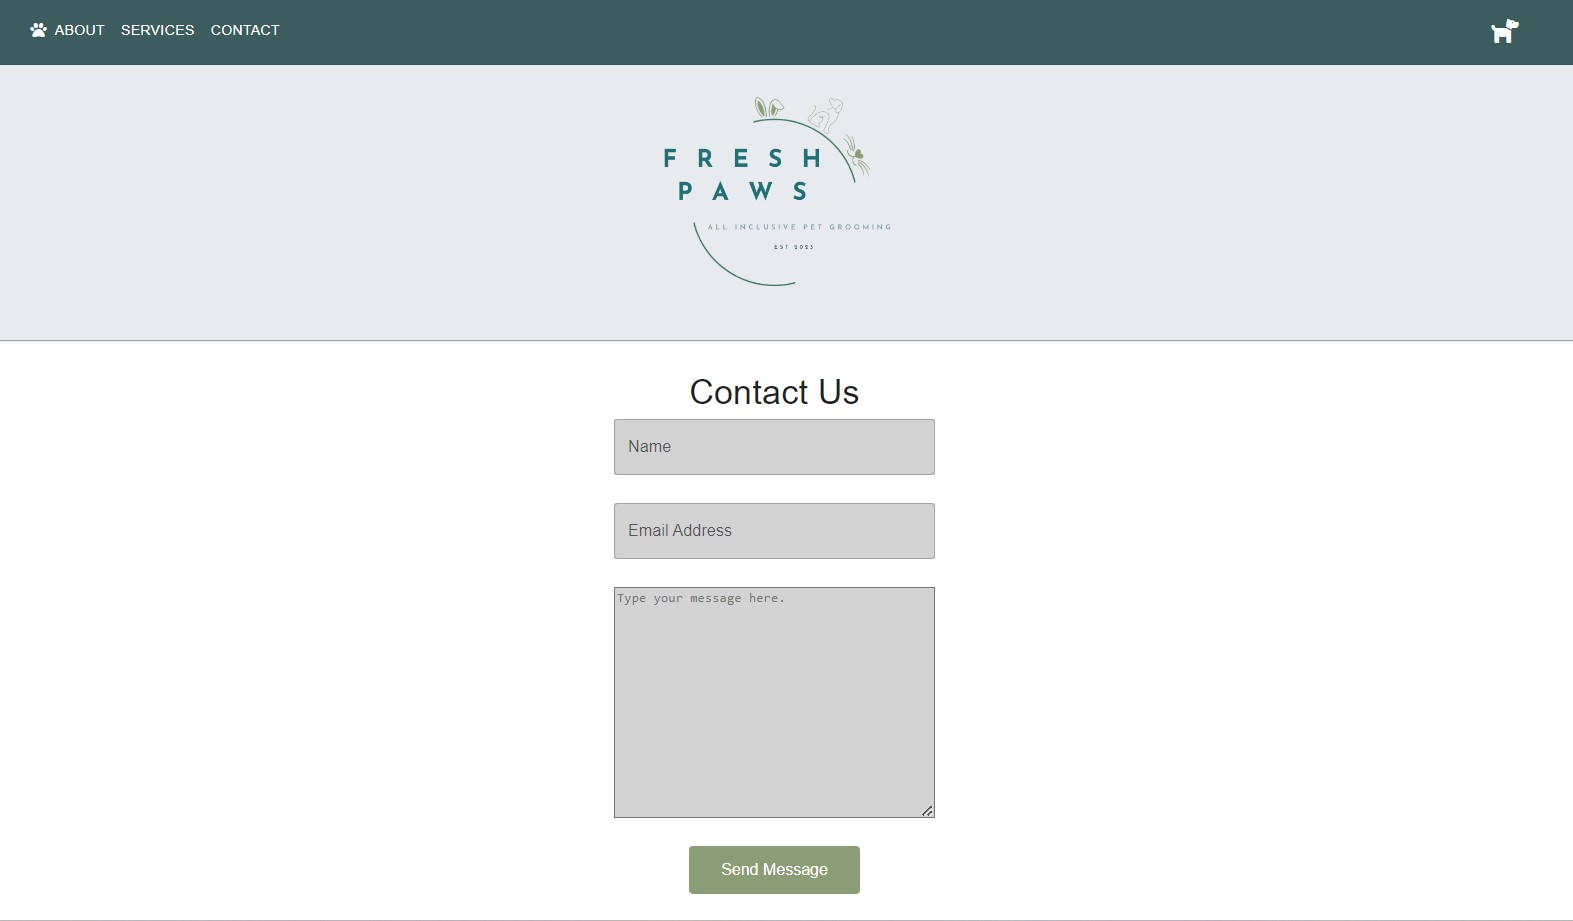 ABOUT SERVICES CONTACT
FRESH
PAWS
ALL INCLUSIVE PET GROOMING
EST 2023
Contact Us
Name
Email Address
Type your message here.
Send Message